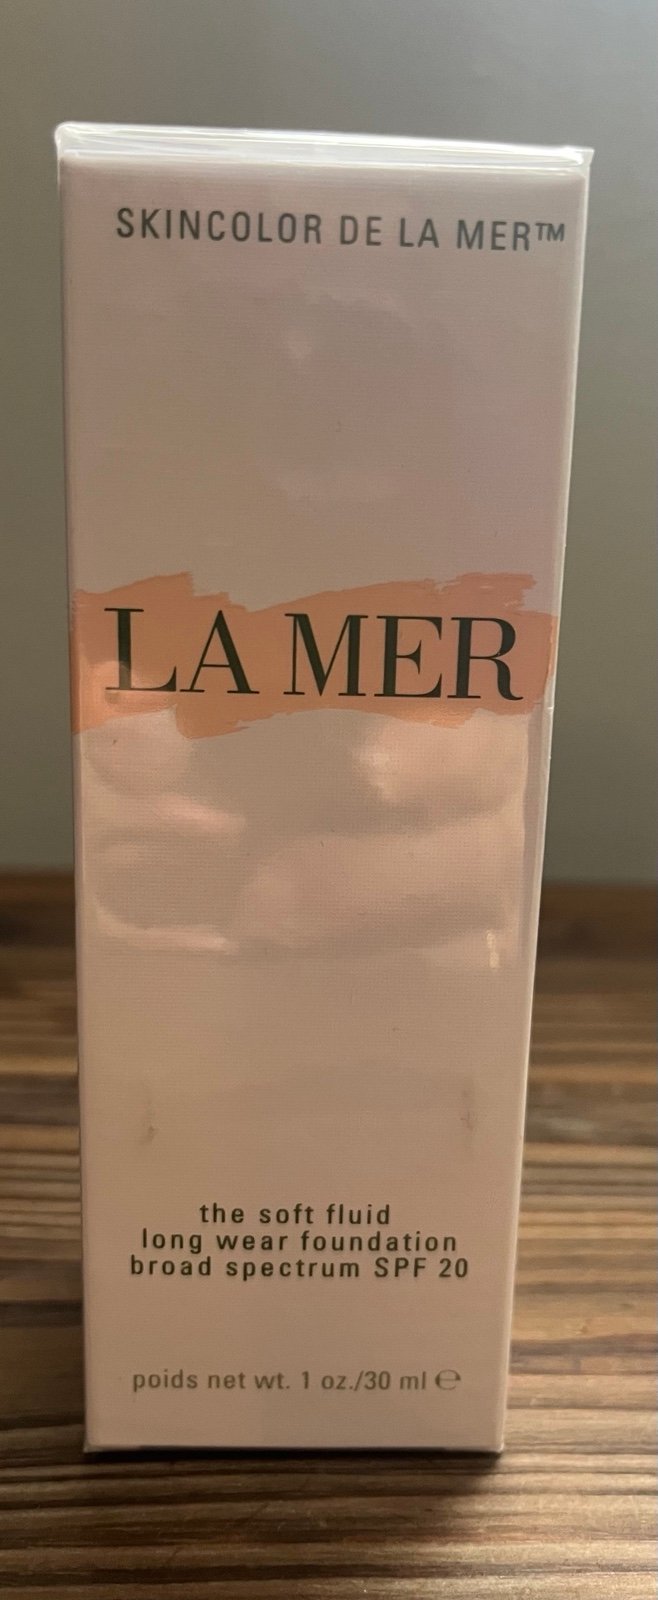 SKINCOLOR DE LA MER™
LA MER
the soft fluid
long wear foundation
broad spectrum SPF 20
poids net wt. 1 oz./30 ml ℮